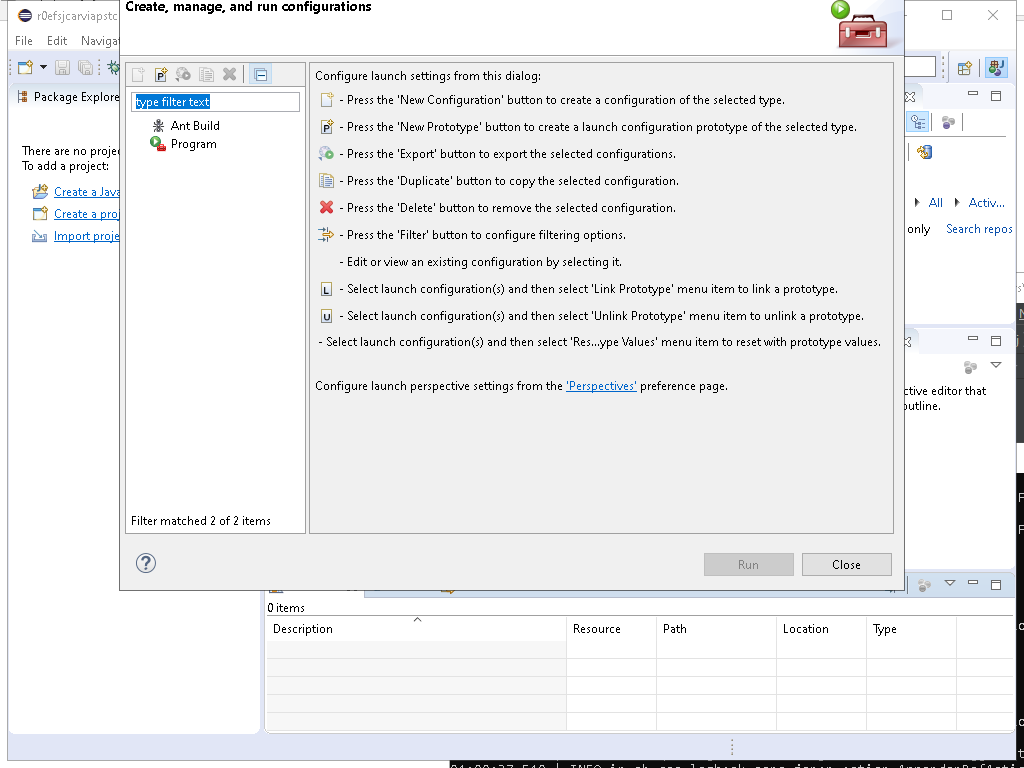 Create, manage, and run configurations
r0efsjcarviapstc
File Edit Navigat
Package Explore
type filter text
Ant Build
Program
Filter matched 2 of 2 items
There are no projec
To add a project:
Create a Java
Create a proj
Import proje
Configure launch settings from this dialog:
- Press the 'New Configuration' button to create a configuration of the selected type.
- Press the 'New Prototype' button to create a launch configuration prototype of the selected type.
- Press the 'Export' button to export the selected configurations.
- Press the 'Duplicate' button to copy the selected configuration.
- Press the 'Delete' button to remove the selected configuration.
- Press the 'Filter' button to configure filtering options.
- Edit or view an existing configuration by selecting it.
L - Select launch configuration(s) and then select 'Link Prototype' menu item to link a prototype.
U - Select launch configuration(s) and then select 'Unlink Prototype' menu item to unlink a prototype.
- Select launch configuration(s) and then select 'Res...ype Values' menu item to reset with prototype values.
Configure launch perspective settings from the 'Perspectives' preference page.
Run Close
All Activ...
only Search repos
ctive editor that
outline.
0 items
Description Resource Path Location Type